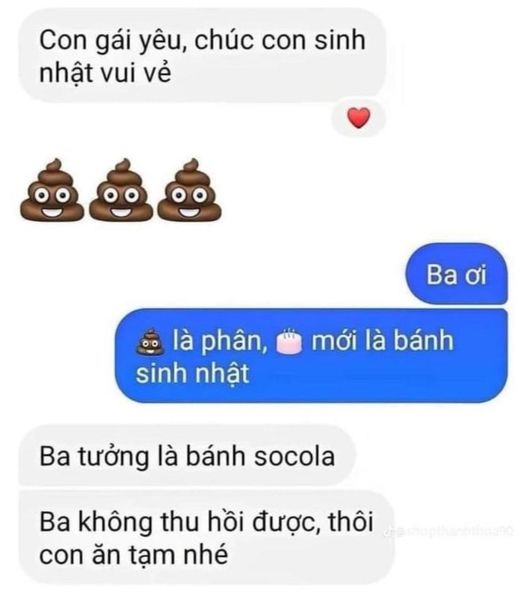 Con gái yêu, chúc con sinh
nhật vui vẻ
Ba ơi
💩 là phân, 🎂 mới là bánh
sinh nhật
Ba tưởng là bánh socola
Ba không thu hồi được, thôi
con ăn tạm nhé